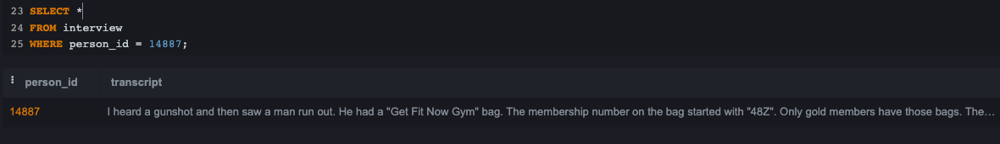 23 SELECT *
24 FROM interview
25 WHERE person_id = 14887;
person_id transcript
14887 I heard a gunshot and then saw a man run out. He had a "Get Fit Now Gym" bag. The membership number on the bag started with "48Z". Only gold members have those bags. The…